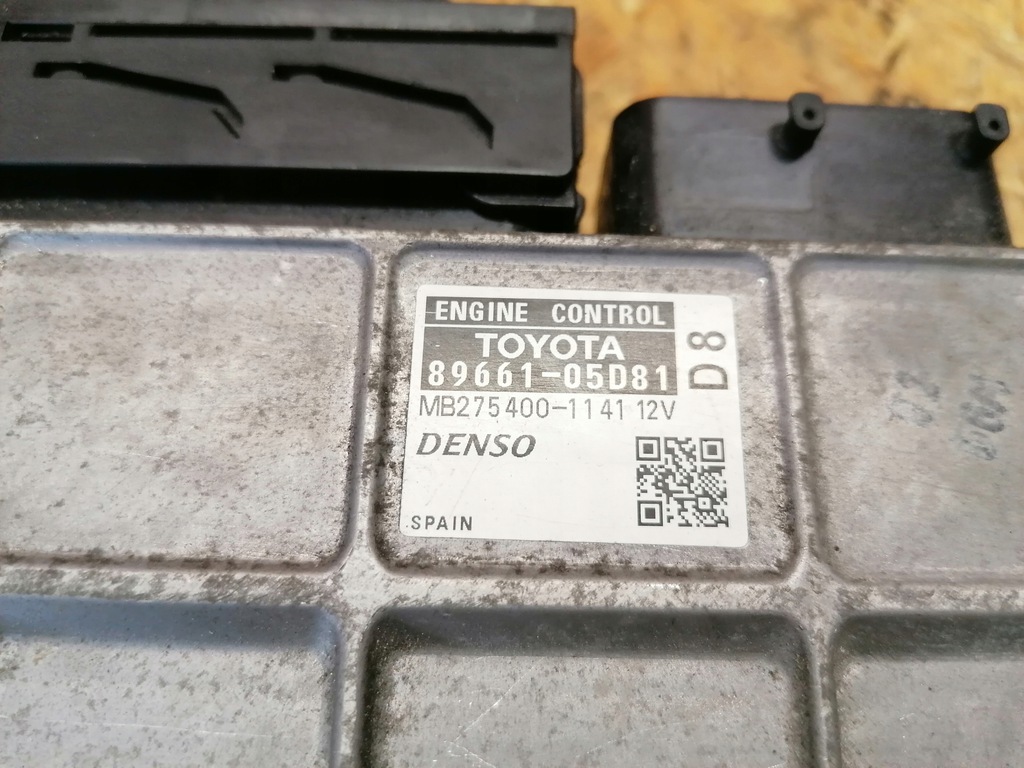 ENGINE CONTROL
TOYOTA
89661-05D81
D8
MB275400-1141 12V
DENSO
SPAIN